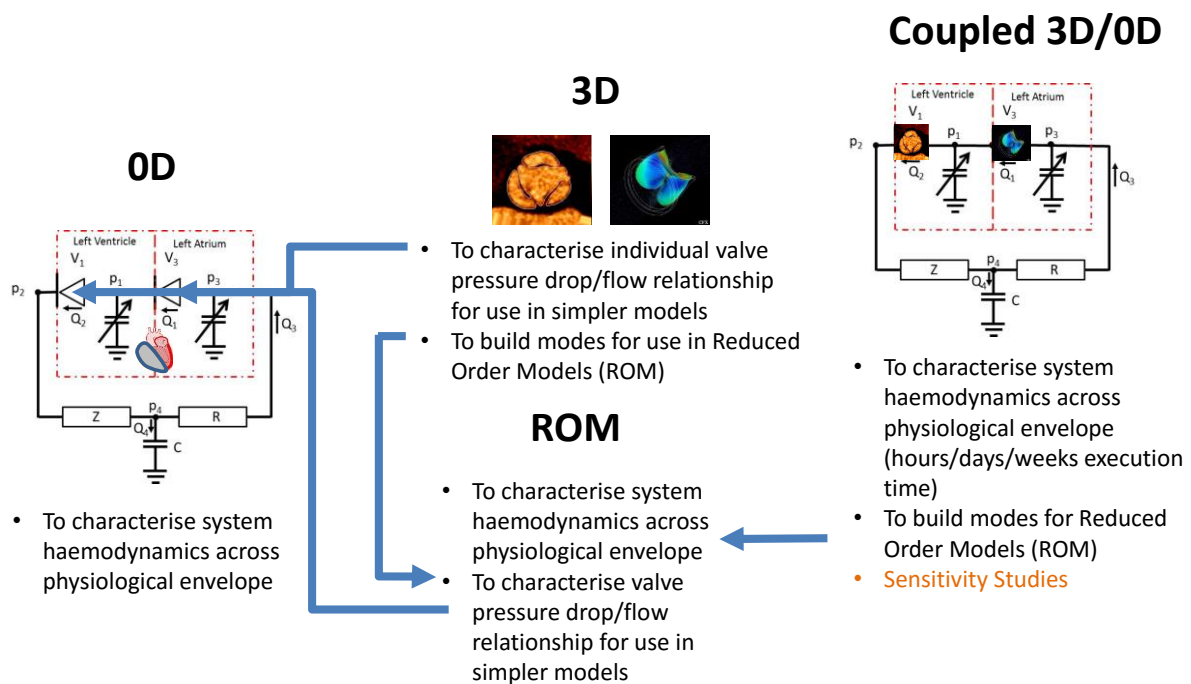 0D
Left Ventricle
Left Atrium
V1
V3
p2
p1
p3
Q2
Q1
Q3
p4
Z
R
Q4
C
• To characterise system
haemodynamics across
physiological envelope
3D
CFX
• To characterise individual valve
pressure drop/flow relationship
for use in simpler models
• To build modes for use in Reduced
Order Models (ROM)
ROM
• To characterise system
haemodynamics across
physiological envelope
• To characterise valve
pressure drop/flow
relationship for use in
simpler models
Coupled 3D/0D
Left Ventricle
Left Atrium
V1
V3
p2
p1
p3
Q2
Q1
Q3
p4
Z
R
Q4
C
• To characterise system
haemodynamics across
physiological envelope
(hours/days/weeks execution
time)
• To build modes for Reduced
Order Models (ROM)
• Sensitivity Studies